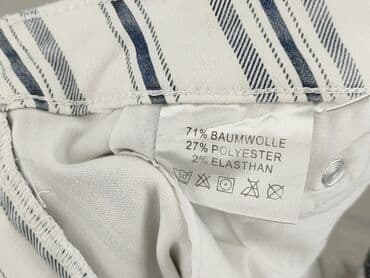 71% BAUMWOLLE
27% POLYESTER
2% ELASTHAN